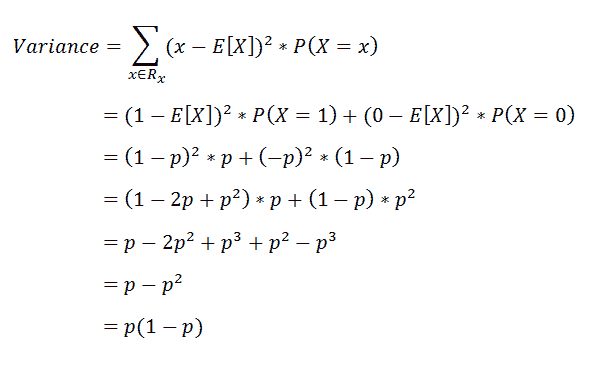 Variance = ∑ (x − E[X])² * P(X = x)
x∈Rₓ
= (1 − E[X])² * P(X = 1) + (0 − E[X])² * P(X = 0)
= (1 − p)² * p + (−p)² * (1 − p)
= (1 − 2p + p²) * p + (1 − p) * p²
= p − 2p² + p³ + p² − p³
= p − p²
= p(1 − p)